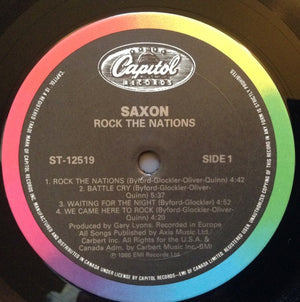 Capitol
RECORDS
SAXON
ROCK THE NATIONS
ST-12519
SIDE 1
1. ROCK THE NATIONS (Byford-Glockler-Oliver-Quinn) 4:42
2. BATTLE CRY (Byford-Glockler-Oliver-
Quinn) 5:37
3. WAITING FOR THE NIGHT (Byford-Glockler-Oliver-Quinn) 4:52
4. WE CAME HERE TO ROCK (Byford-Glockler-Oliver-
Quinn) 4:18
Produced by Gary Lyons. Recorded in Europe
All Songs Published by Axis Music Ltd./
Carbert Inc. All Rights for the U.S.A. &
Canada Adm. by Carbert Music Inc-BMI
© 1986 EMI Records Ltd.